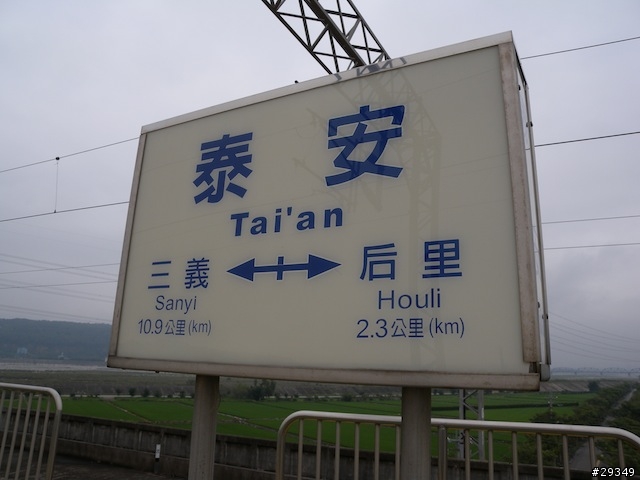 泰安
Tai'an
三義 后里
Sanyi Houli
10.9公里(km) 2.3公里(km)
#29349